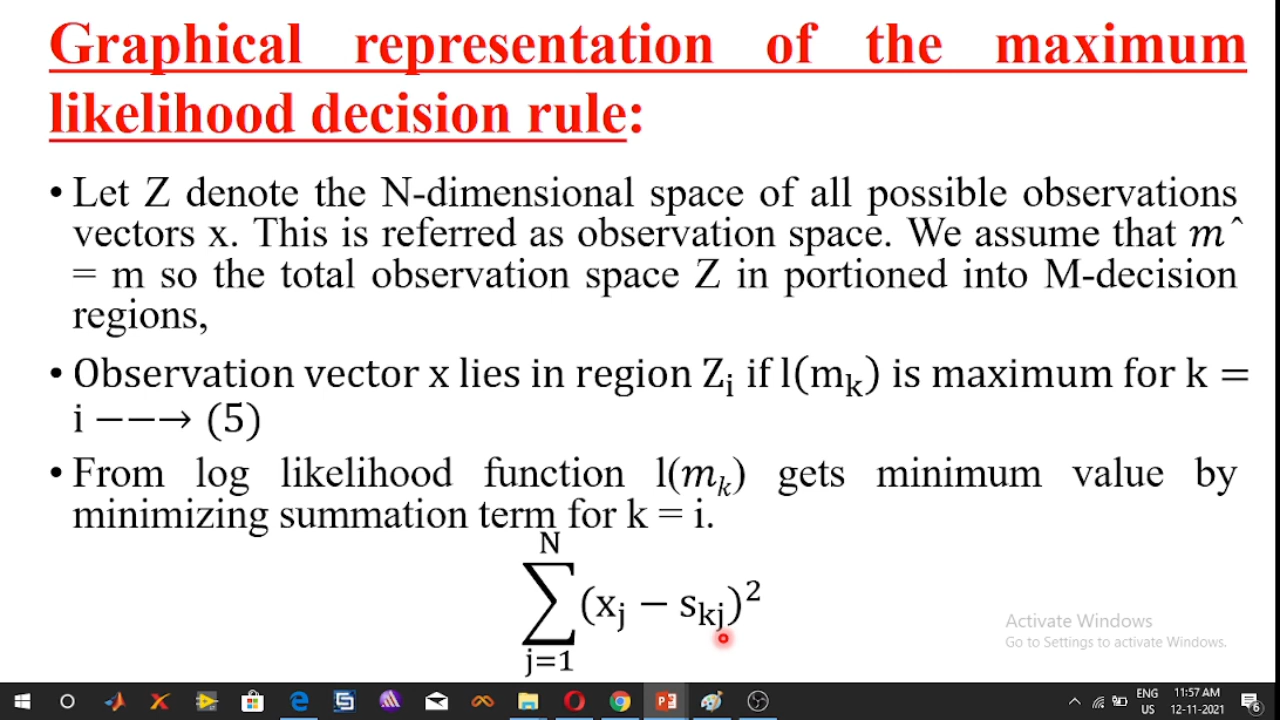 Graphical representation of the maximum
likelihood decision rule:
• Let Z denote the N-dimensional space of all possible observations
vectors x. This is referred as observation space. We assume that m ˆ
= m so the total observation space Z in portioned into M-decision
regions,
• Observation vector x lies in region Zᵢ if l(mₖ) is maximum for k =
i −−→ (5)
• From log likelihood function l(mₖ) gets minimum value by
minimizing summation term for k = i.
N
∑ (xⱼ − sₖⱼ)²
j=1
Activate Windows
Go to Settings to activate Windows.
ENG
US
11:57 AM
12-11-2021
6